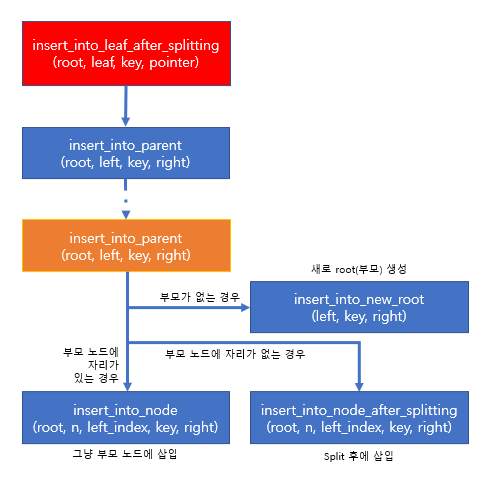 insert_into_leaf_after_splitting
(root, leaf, key, pointer)
insert_into_parent
(root, left, key, right)
insert_into_parent
(root, left, key, right)
새로 root(부모) 생성
부모가 없는 경우
insert_into_new_root
(left, key, right)
부모 노드에
자리가
있는 경우
부모 노드에 자리가 없는 경우
insert_into_node
(root, n, left_index, key, right)
insert_into_node_after_splitting
(root, n, left_index, key, right)
그냥 부모 노드에 삽입
Split 후에 삽입